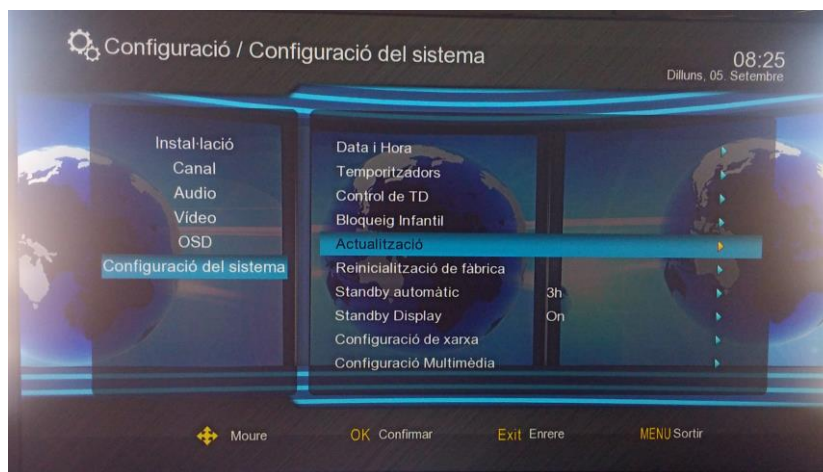 Configuració / Configuració del sistema
08:25
Dilluns, 05. Setembre
Instal·lació
Canal
Audio
Vídeo
OSD
Configuració del sistema
Data i Hora
Temporitzadors
Control de TD
Bloqueig Infantil
Actualització
Reinicialització de fàbrica
Standby automàtic 3h
Standby Display On
Configuració de xarxa
Configuració Multimèdia
Moure OK Confirmar Exit Enrere MENU Sortir